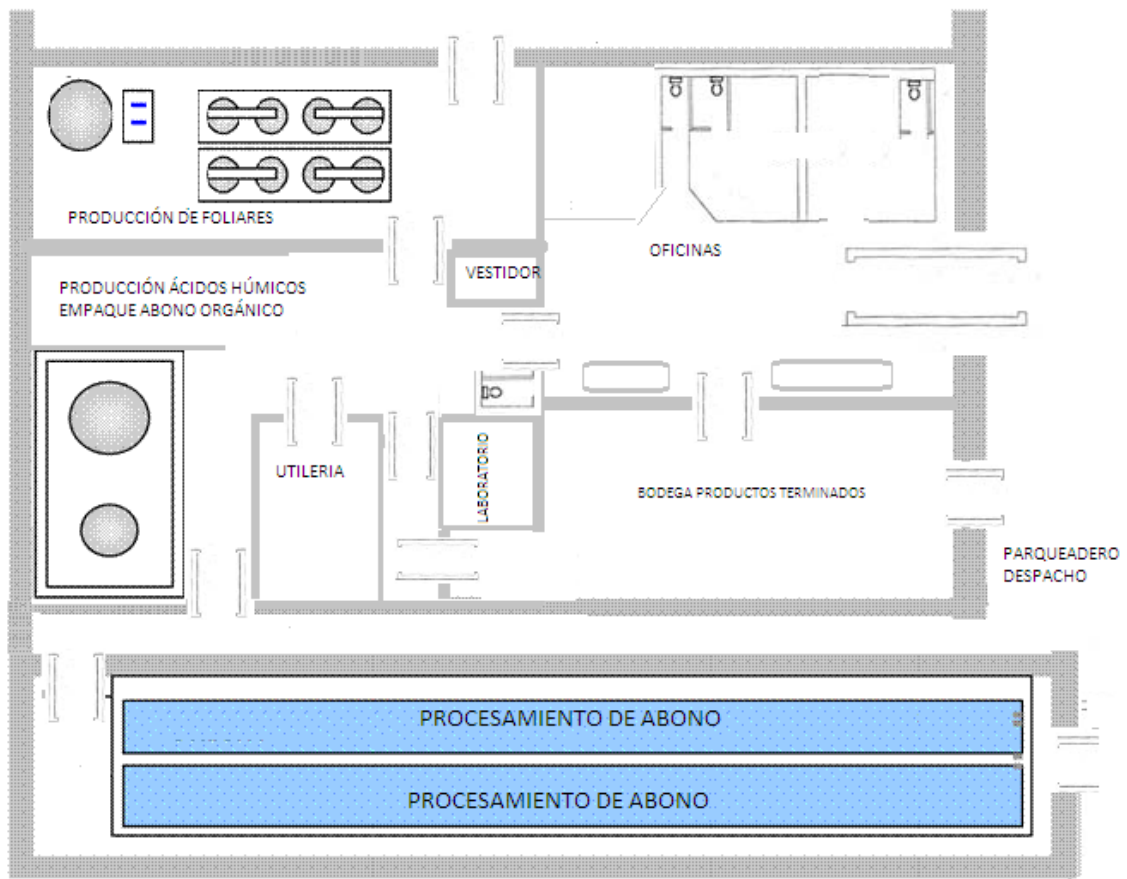 PRODUCCIÓN DE FOLIARES
OFICINAS
VESTIDOR
PRODUCCIÓN ÁCIDOS HÚMICOS
EMPAQUE ABONO ORGÁNICO
UTILERIA
LABORATORIO
BODEGA PRODUCTOS TERMINADOS
PARQUEADERO
DESPACHO
PROCESAMIENTO DE ABONO
PROCESAMIENTO DE ABONO